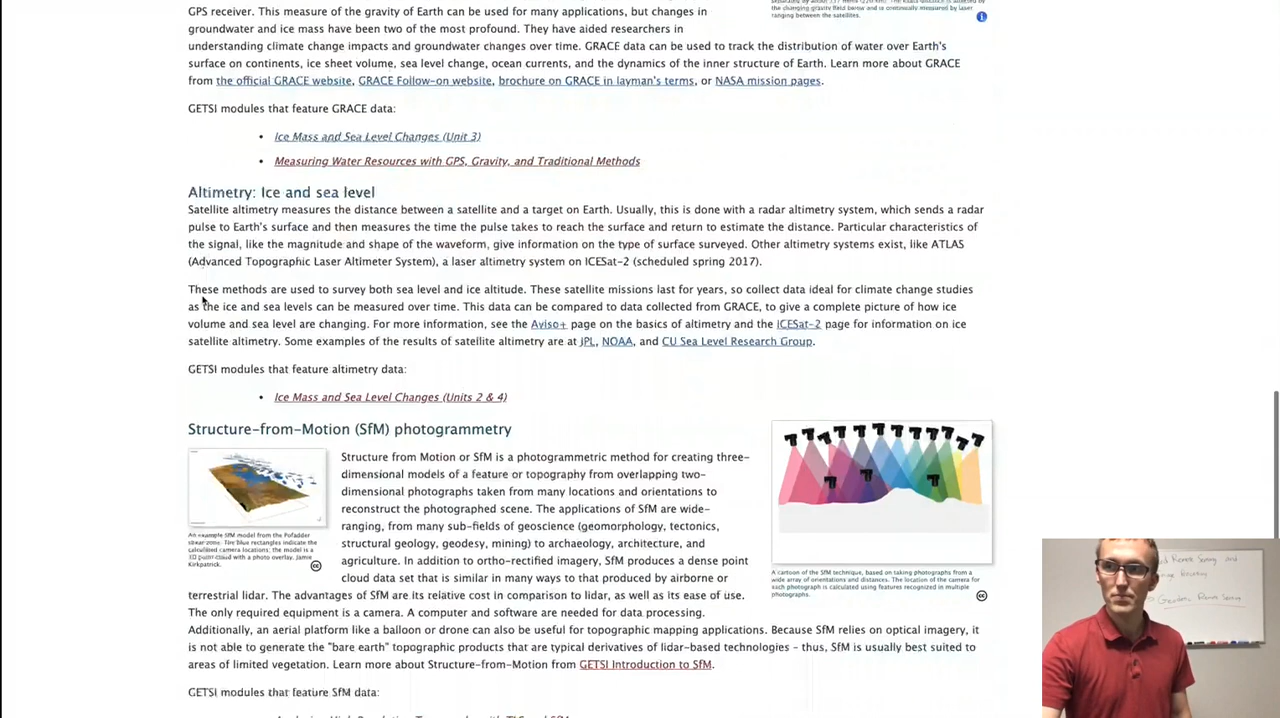 GPS receiver. This measure of the gravity of Earth can be used for many applications, but changes in
groundwater and ice mass have been two of the most profound. They have aided researchers in
understanding climate change impacts and groundwater changes over time. GRACE data can be used to track the distribution of water over Earth's
surface on continents, ice sheet volume, sea level change, ocean currents, and the dynamics of the inner structure of Earth. Learn more about GRACE
from the official GRACE website, GRACE Follow-on website, brochure on GRACE in layman's terms, or NASA mission pages.
the changing gravity field below and is continually measured by laser
ranging between the satellites.
GETSI modules that feature GRACE data:
• Ice Mass and Sea Level Changes (Unit 3)
• Measuring Water Resources with GPS, Gravity, and Traditional Methods
Altimetry: Ice and sea level
Satellite altimetry measures the distance between a satellite and a target on Earth. Usually, this is done with a radar altimetry system, which sends a radar
pulse to Earth's surface and then measures the time the pulse takes to reach the surface and return to estimate the distance. Particular characteristics of
the signal, like the magnitude and shape of the waveform, give information on the type of surface surveyed. Other altimetry systems exist, like ATLAS
(Advanced Topographic Laser Altimeter System), a laser altimetry system on ICESat-2 (scheduled spring 2017).
These methods are used to survey both sea level and ice altitude. These satellite missions last for years, so collect data ideal for climate change studies
as the ice and sea levels can be measured over time. This data can be compared to data collected from GRACE, to give a complete picture of how ice
volume and sea level are changing. For more information, see the Aviso+ page on the basics of altimetry and the ICESat-2 page for information on ice
satellite altimetry. Some examples of the results of satellite altimetry are at JPL, NOAA, and CU Sea Level Research Group.
GETSI modules that feature altimetry data:
• Ice Mass and Sea Level Changes (Units 2 & 4)
Structure-from-Motion (SfM) photogrammetry
An example SfM model from the Pofadder
shear zone. The blue rectangles indicate the
calculated camera locations; the model is a
3D point cloud with a photo overlay. Jamie
Kirkpatrick.
Structure from Motion or SfM is a photogrammetric method for creating three-
dimensional models of a feature or topography from overlapping two-
dimensional photographs taken from many locations and orientations to
reconstruct the photographed scene. The applications of SfM are wide-
ranging, from many sub-fields of geoscience (geomorphology, tectonics,
structural geology, geodesy, mining) to archaeology, architecture, and
agriculture. In addition to ortho-rectified imagery, SfM produces a dense point
cloud data set that is similar in many ways to that produced by airborne or
terrestrial lidar. The advantages of SfM are its relative cost in comparison to lidar, as well as its ease of use.
The only required equipment is a camera. A computer and software are needed for data processing.
Additionally, an aerial platform like a balloon or drone can also be useful for topographic mapping applications. Because SfM relies on optical imagery, it
is not able to generate the "bare earth" topographic products that are typical derivatives of lidar-based technologies - thus, SfM is usually best suited to
areas of limited vegetation. Learn more about Structure-from-Motion from GETSI Introduction to SfM.
A cartoon of the SfM technique, based on taking photographs from a
wide array of orientations and distances. The location of the camera for
each photograph is calculated using features recognized in multiple
photographs.
GETSI modules that feature SfM data:
Remote Sensing and
Geodetic Remote Sensing